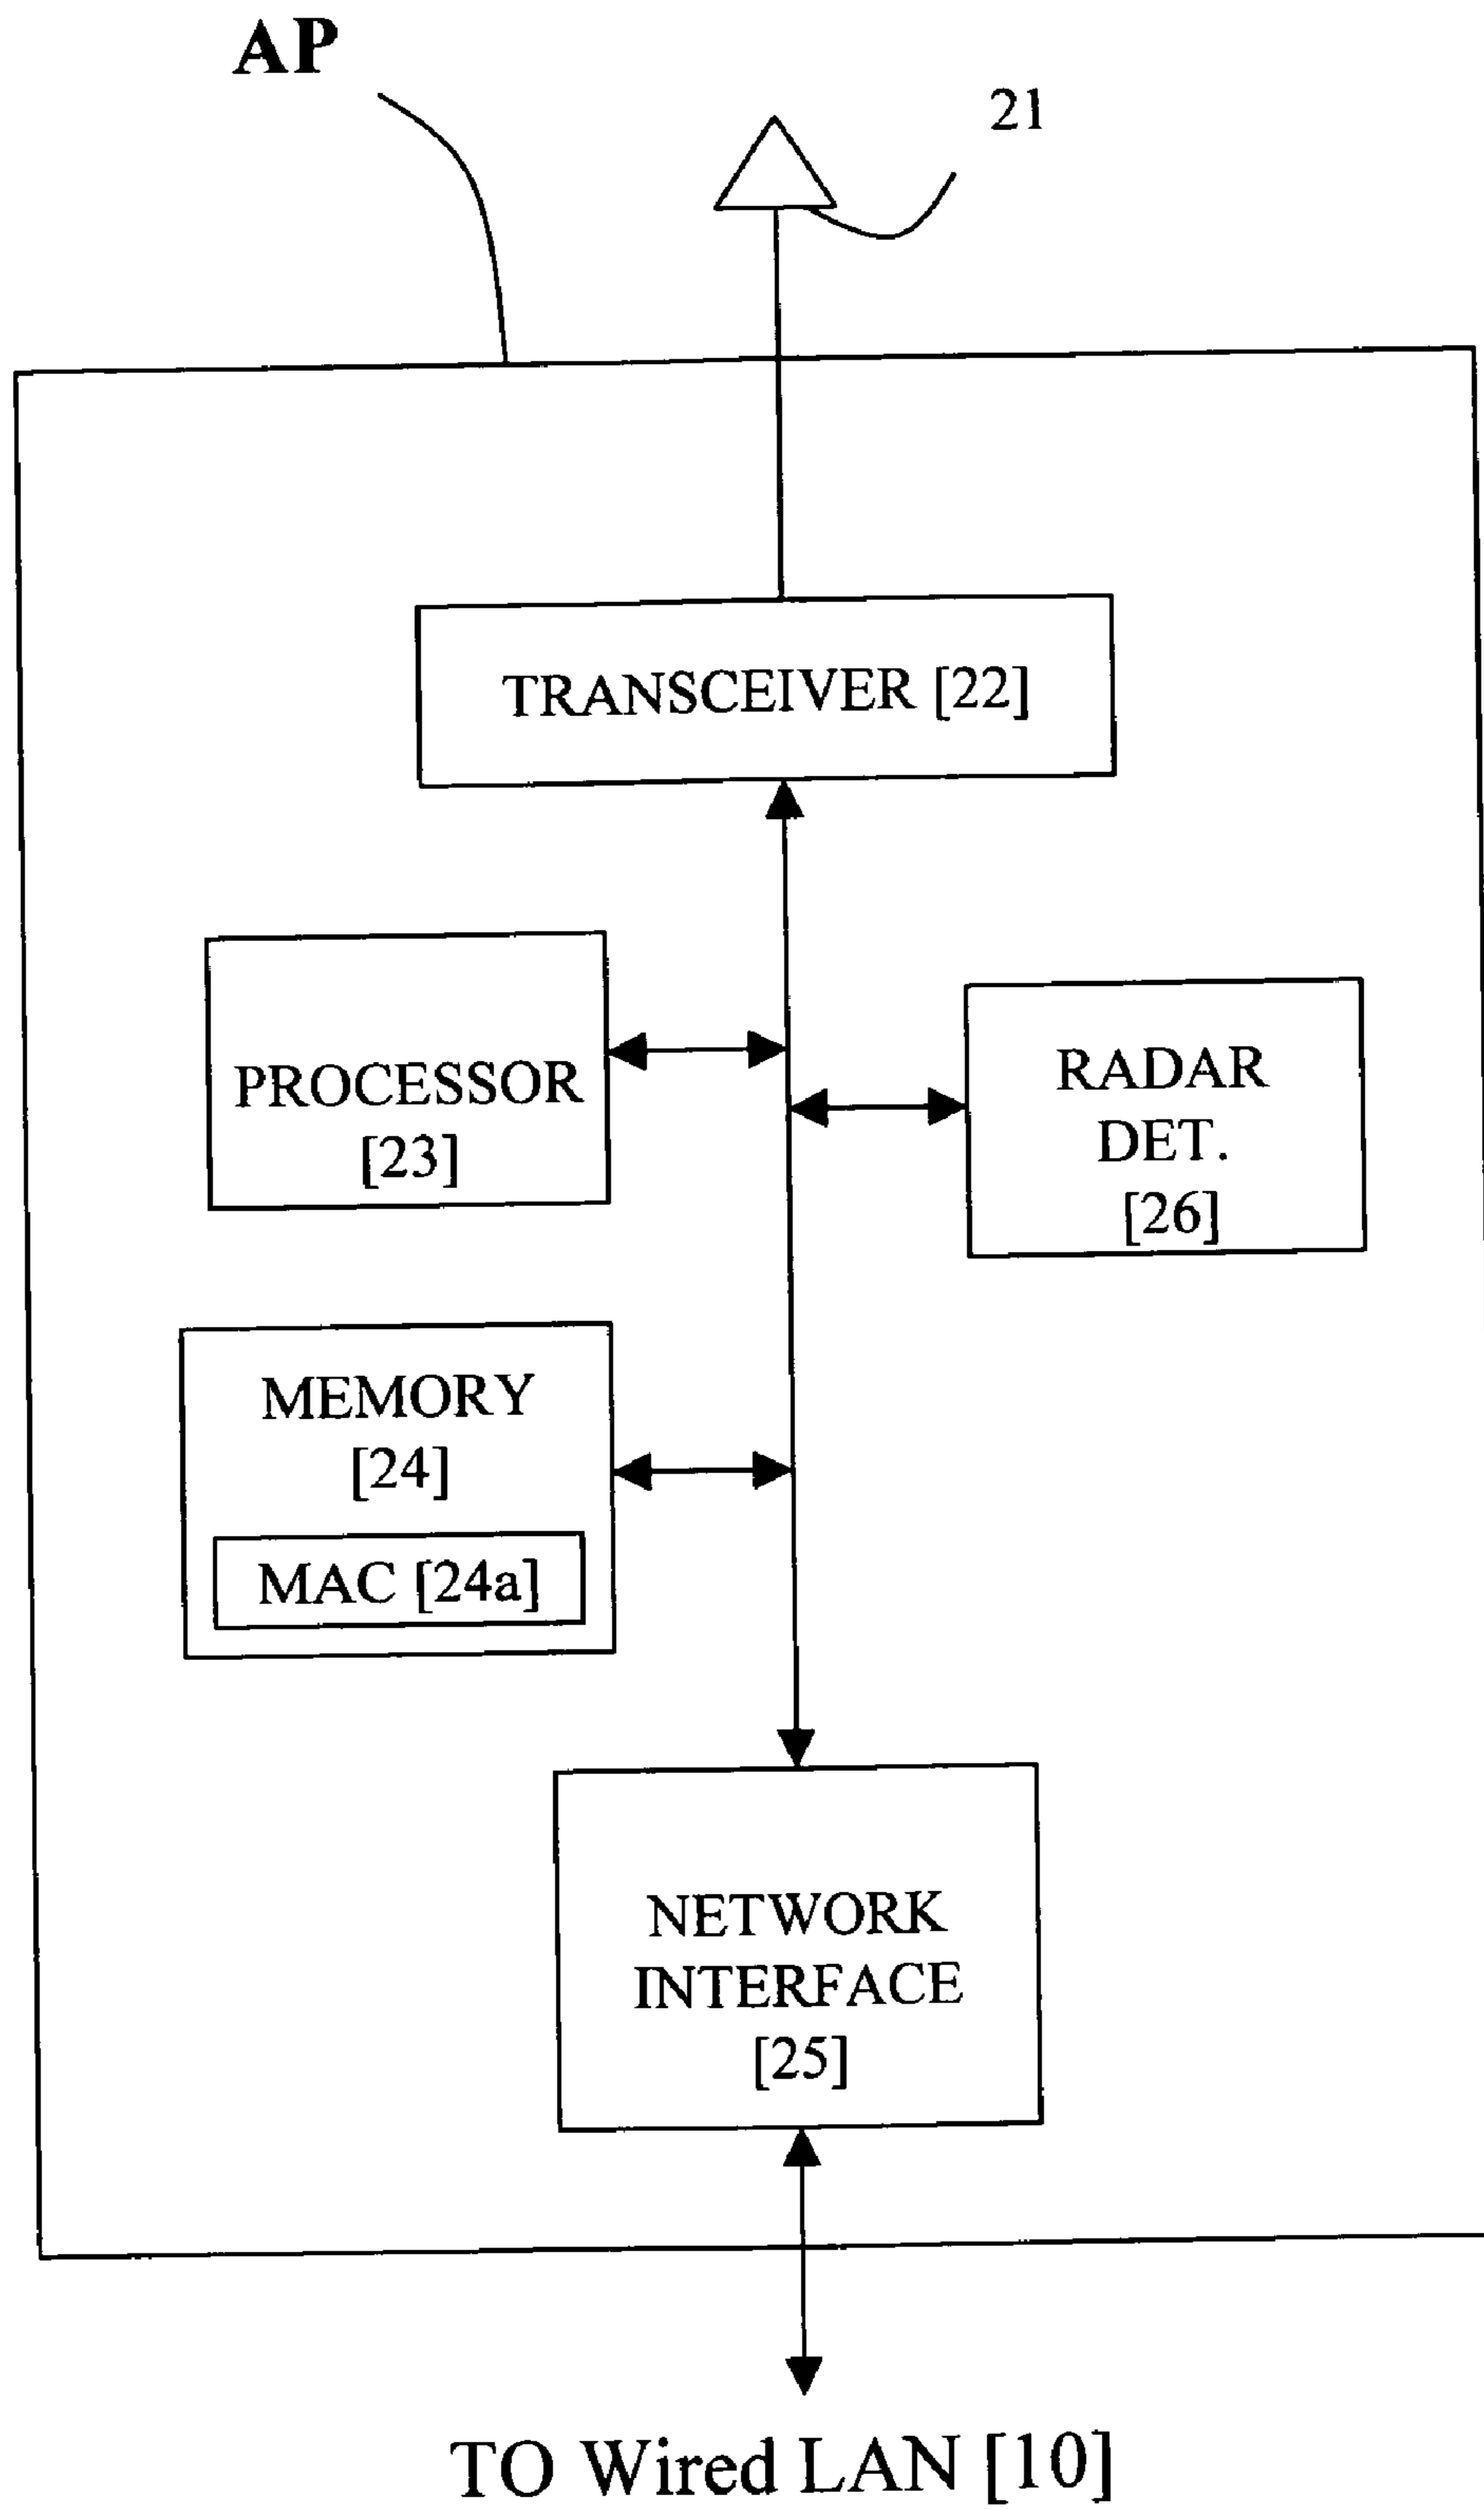 AP
21
TRANSCEIVER [22]
PROCESSOR
[23]
RADAR
DET.
[26]
MEMORY
[24]
MAC [24a]
NETWORK
INTERFACE
[25]
TO Wired LAN [10]